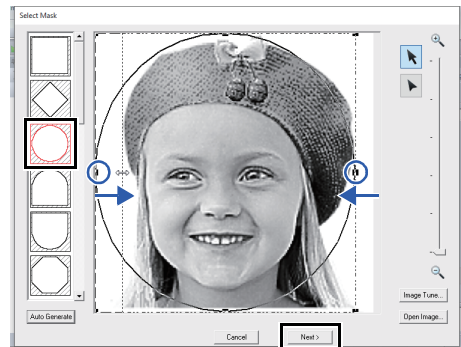 Select Mask
Auto Generate
Image Tune...
Open Image...
Cancel
Next >